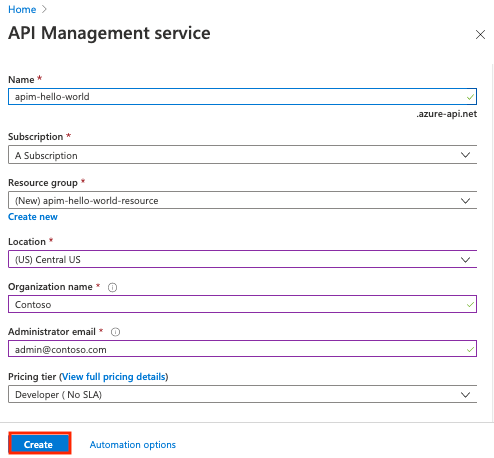 Home >
API Management service
Name *
apim-hello-world
.azure-api.net
Subscription *
A Subscription
Resource group *
(New) apim-hello-world-resource
Create new
Location *
(US) Central US
Organization name *
Contoso
Administrator email *
admin@contoso.com
Pricing tier (View full pricing details)
Developer ( No SLA)
Create
Automation options